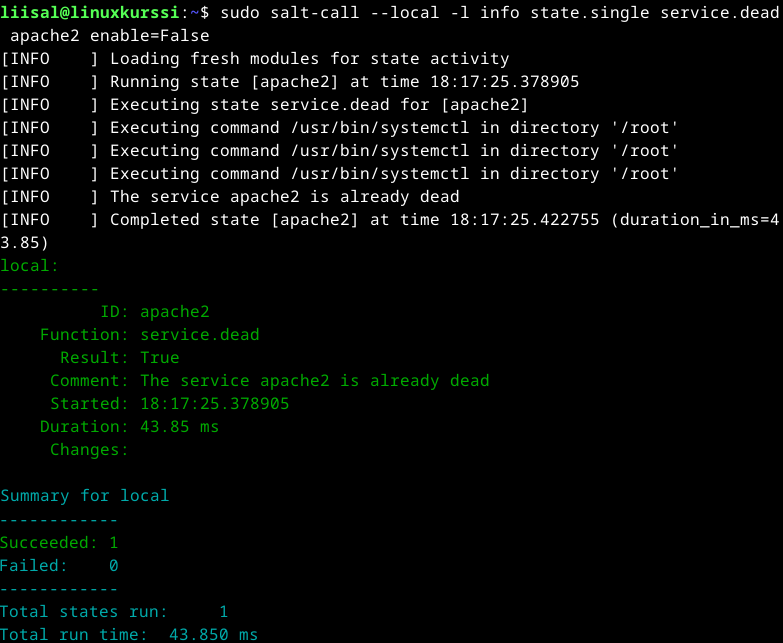 liisal@linuxkurssi:~$ sudo salt-call --local -l info state.single service.dead
 apache2 enable=False
[INFO    ] Loading fresh modules for state activity
[INFO    ] Running state [apache2] at time 18:17:25.378905
[INFO    ] Executing state service.dead for [apache2]
[INFO    ] Executing command /usr/bin/systemctl in directory '/root'
[INFO    ] Executing command /usr/bin/systemctl in directory '/root'
[INFO    ] Executing command /usr/bin/systemctl in directory '/root'
[INFO    ] The service apache2 is already dead
[INFO    ] Completed state [apache2] at time 18:17:25.422755 (duration_in_ms=4
3.85)
local:
----------
          ID: apache2
    Function: service.dead
      Result: True
     Comment: The service apache2 is already dead
     Started: 18:17:25.378905
    Duration: 43.85 ms
     Changes:

Summary for local
------------
Succeeded: 1
Failed:    0
------------
Total states run:     1
Total run time:  43.850 ms